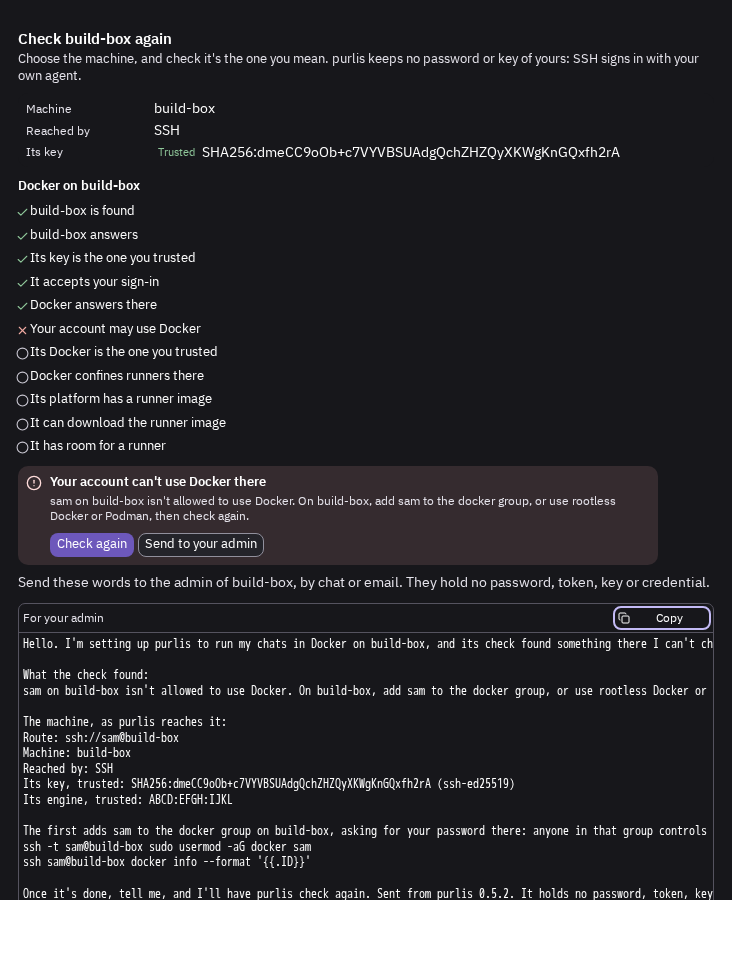 Check build-box again
Choose the machine, and check it's the one you mean. purlis keeps no password or key of yours: SSH signs in with your
own agent.
Machine build-box
Reached by SSH
Its key Trusted SHA256:dmeCC9oOb+c7VYVBSUAdgQchZHZQyXKWgKnGQxfh2rA
Docker on build-box
build-box is found
build-box answers
Its key is the one you trusted
It accepts your sign-in
Docker answers there
Your account may use Docker
Its Docker is the one you trusted
Docker confines runners there
Its platform has a runner image
It can download the runner image
It has room for a runner
Your account can't use Docker there
sam on build-box isn't allowed to use Docker. On build-box, add sam to the docker group, or use rootless
Docker or Podman, then check again.
Check again Send to your admin
Send these words to the admin of build-box, by chat or email. They hold no password, token, key or credential.
For your admin Copy
Hello. I'm setting up purlis to run my chats in Docker on build-box, and its check found something there I can't ch
What the check found:
sam on build-box isn't allowed to use Docker. On build-box, add sam to the docker group, or use rootless Docker or
The machine, as purlis reaches it:
Route: ssh://sam@build-box
Machine: build-box
Reached by: SSH
Its key, trusted: SHA256:dmeCC9oOb+c7VYVBSUAdgQchZHZQyXKWgKnGQxfh2rA (ssh-ed25519)
Its engine, trusted: ABCD:EFGH:IJKL
The first adds sam to the docker group on build-box, asking for your password there: anyone in that group controls
ssh -t sam@build-box sudo usermod -aG docker sam
ssh sam@build-box docker info --format '{{.ID}}'
Once it's done, tell me, and I'll have purlis check again. Sent from purlis 0.5.2. It holds no password, token, key